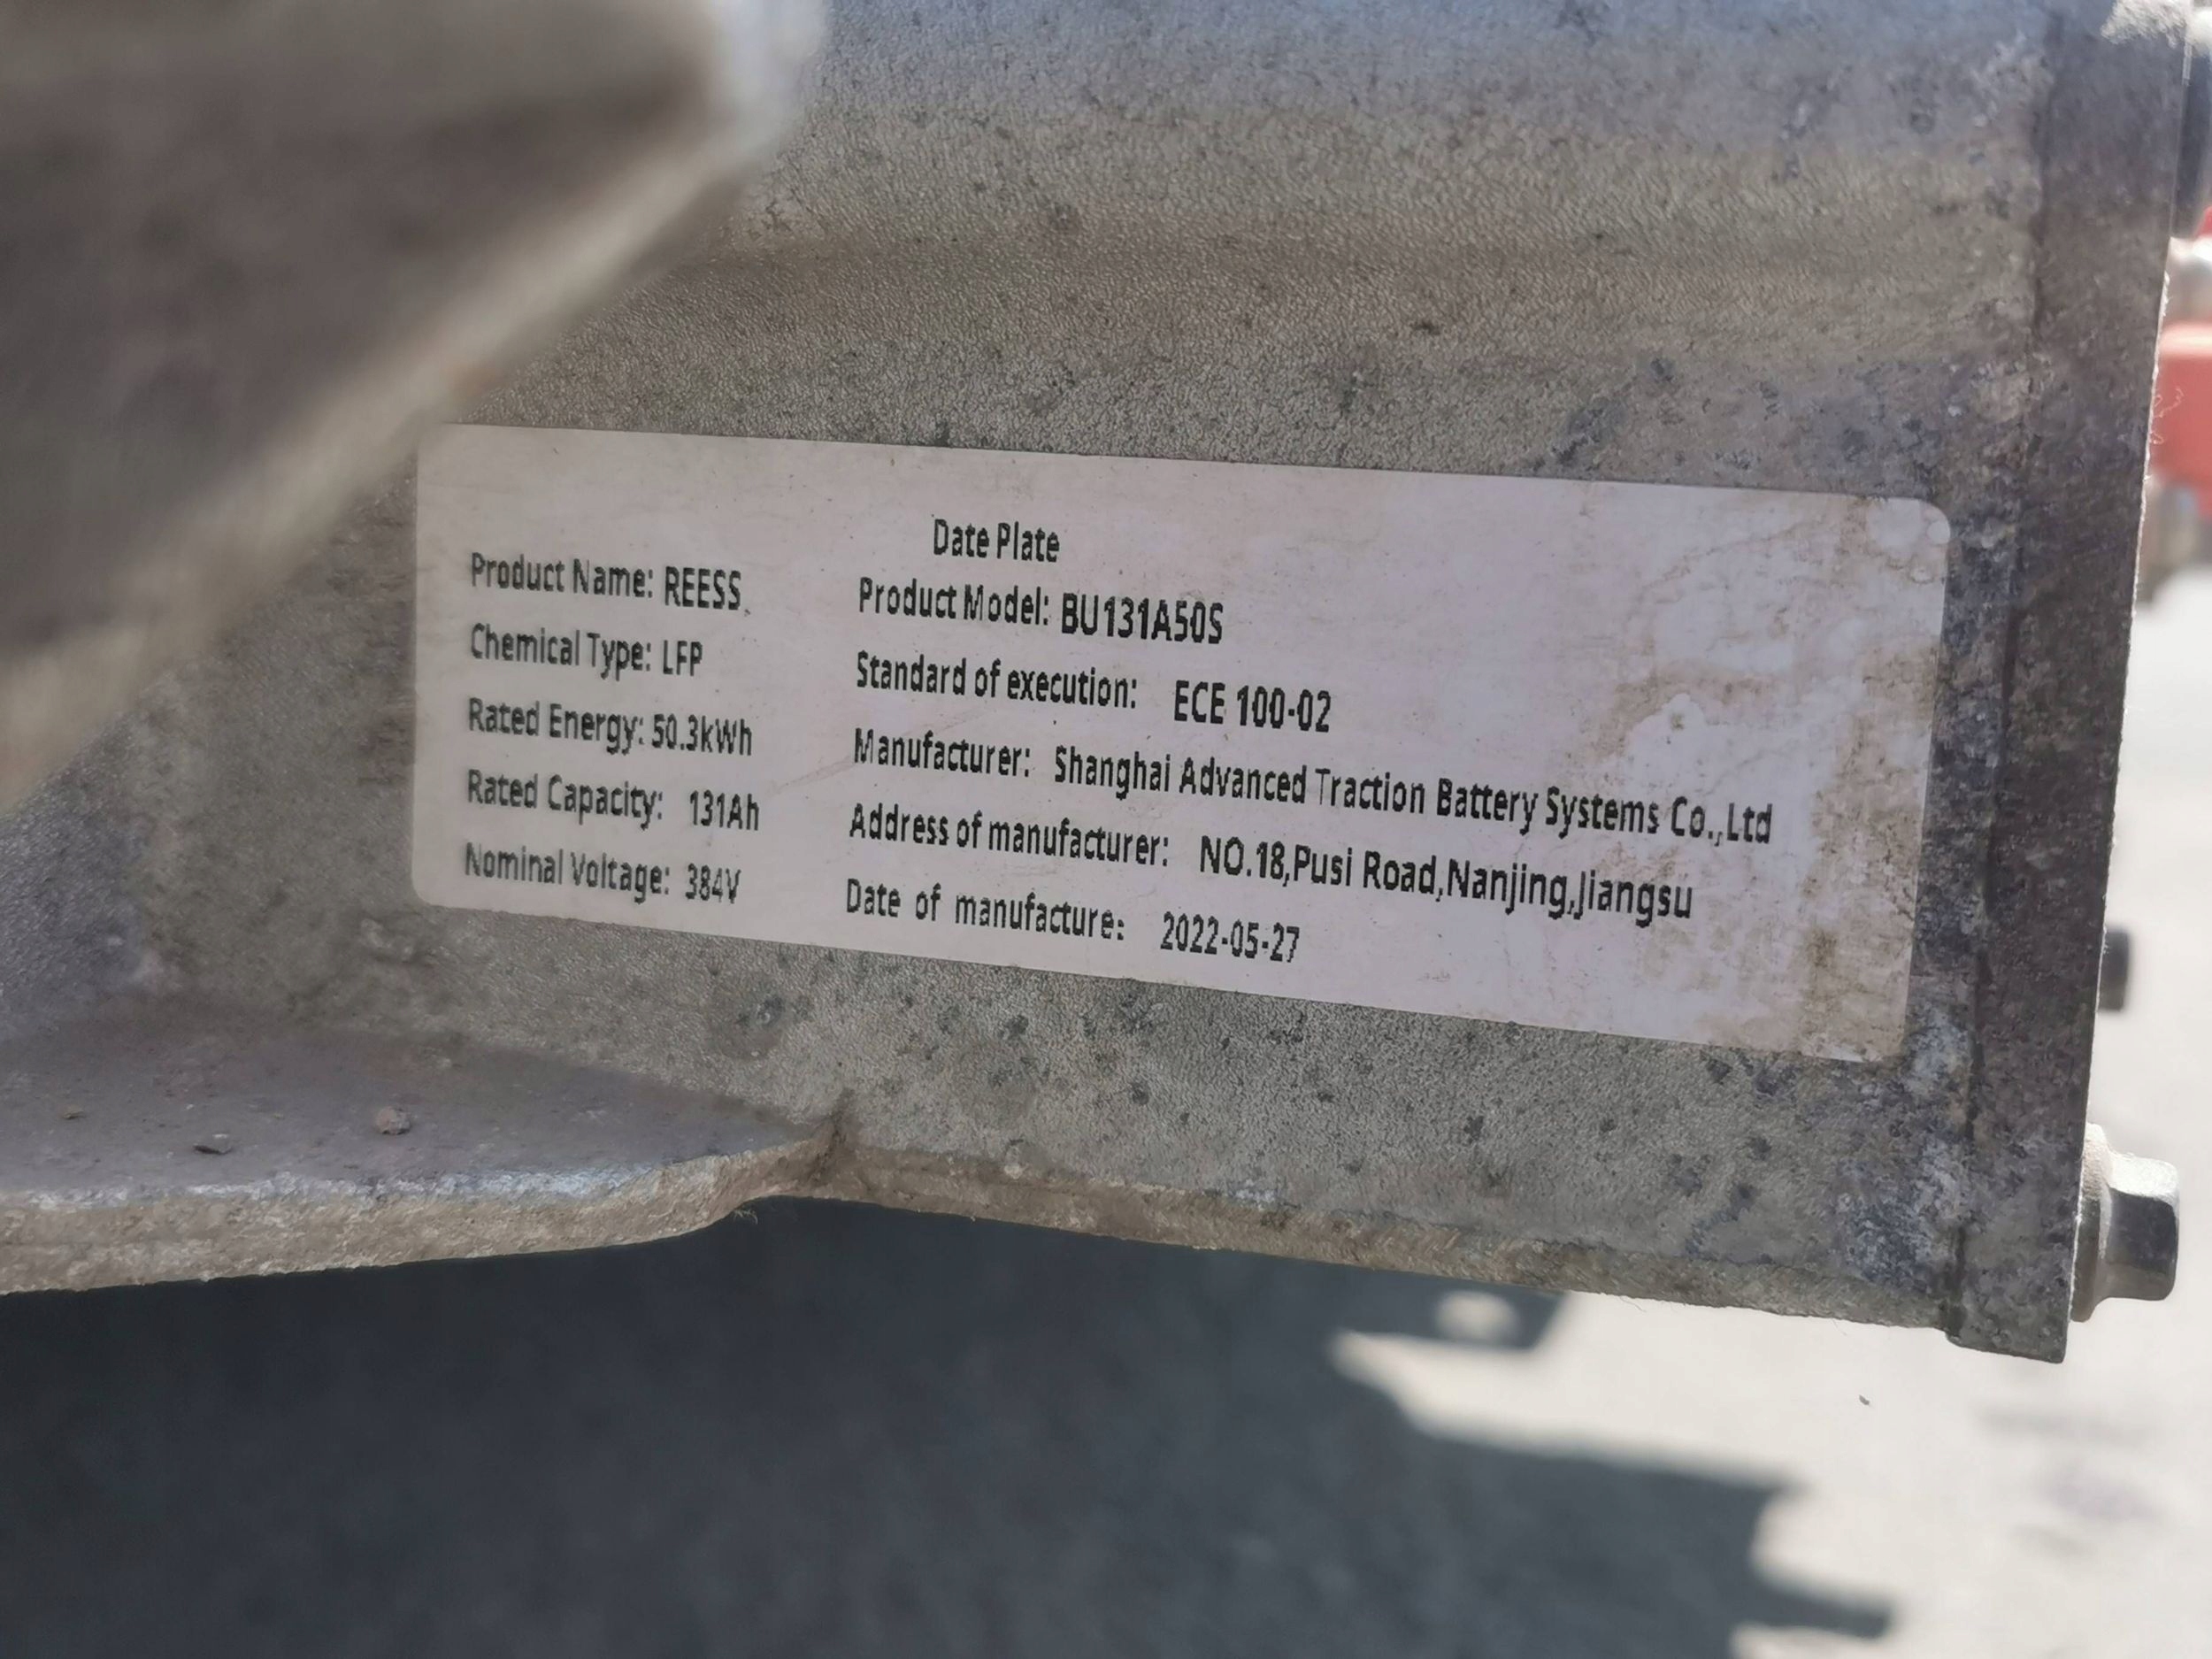 Date Plate
Product Name: REESS
Product Model: BU131A50S
Chemical Type: LFP
Standard of execution: ECE 100-02
Rated Energy: 50.3kWh
Manufacturer: Shanghai Advanced Traction Battery Systems Co.,Ltd
Rated Capacity: 131Ah
Address of manufacturer: NO.18,Pusi Road,Nanjing,Jiangsu
Nominal Voltage: 384V
Date of manufacture: 2022-05-27